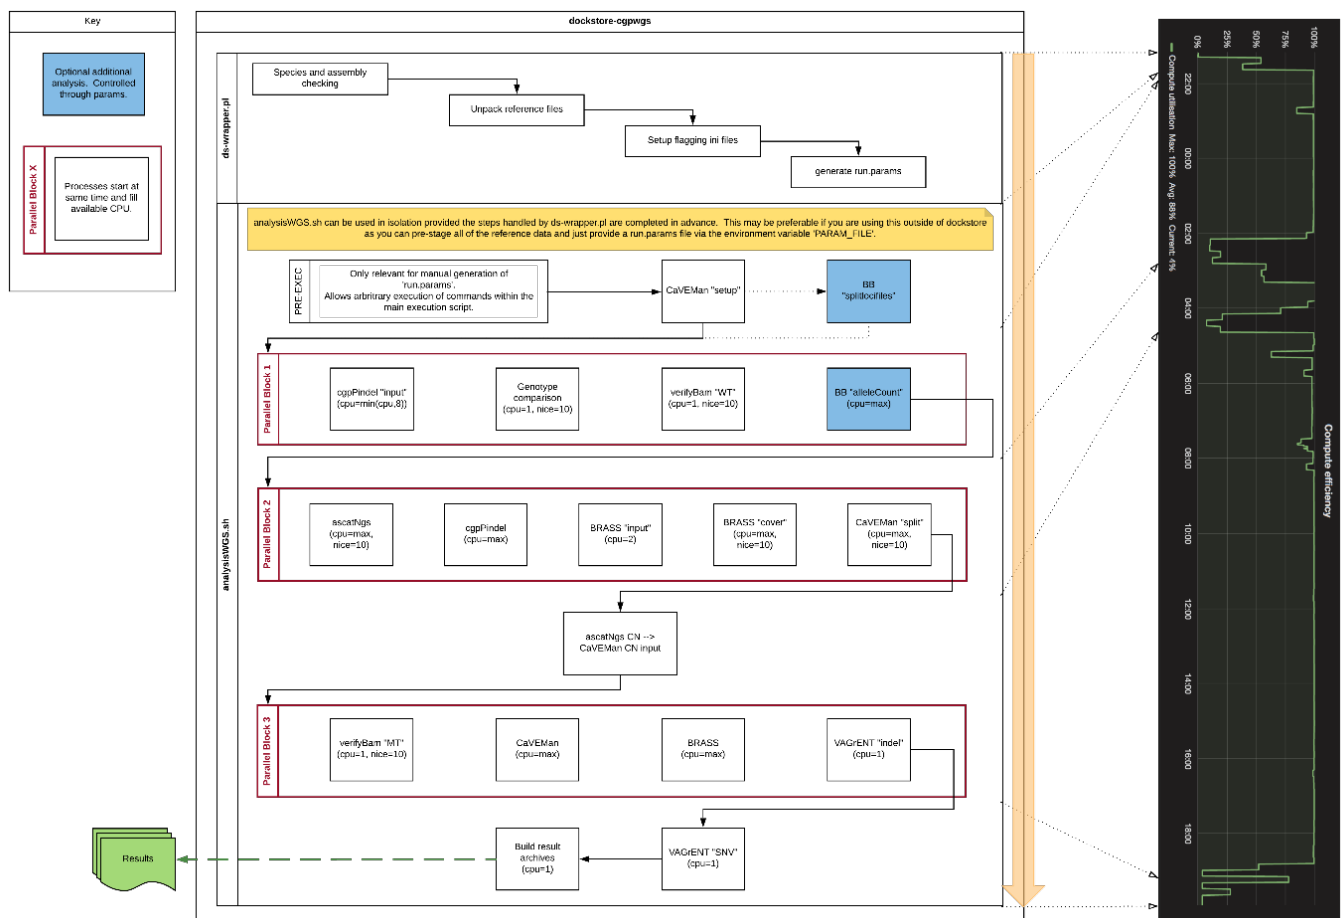 Key
Optional additional
analysis. Controlled
through params.
Parallel Block X
Processes start at
same time and fill
available CPU.
dockstore-cgpwgs
ds-wrapper.pl
Species and assembly
checking
Unpack reference files
Setup flagging ini files
generate run.params
analysisWGS.sh
analysisWGS.sh can be used in isolation provided the steps handled by ds-wrapper.pl are completed in advance. This may be preferable if you are using this outside of dockstore
as you can pre-stage all of the reference data and just provide a run.params file via the environment variable 'PARAM_FILE'.
PRE-EXEC
Only relevant for manual generation of
'run.params'.
Allows arbritrary execution of commands within the
main execution script.
CaVEMan "setup"
BB
"splitlocifiles"
Parallel Block 1
cgpPindel "input"
(cpu=min(cpu,8))
Genotype
comparison
(cpu=1, nice=10)
verifyBam "WT"
(cpu=1, nice=10)
BB "alleleCount"
(cpu=max)
Parallel Block 2
ascatNgs
(cpu=max,
nice=10)
cgpPindel
(cpu=max)
BRASS "input"
(cpu=2)
BRASS "cover"
(cpu=max,
nice=10)
CaVEMan "split"
(cpu=max,
nice=10)
ascatNgs CN -->
CaVEMan CN input
Parallel Block 3
verifyBam "MT"
(cpu=1, nice=10)
CaVEMan
(cpu=max)
BRASS
(cpu=max)
VAGrENT "indel"
(cpu=1)
VAGrENT "SNV"
(cpu=1)
Build result
archives
(cpu=1)
Results
Compute efficiency
100%
75%
50%
25%
0%
22:00
00:00
02:00
04:00
06:00
08:00
10:00
12:00
14:00
16:00
18:00
Compute utilisation Max: 100% Avg: 88% Current: 4%